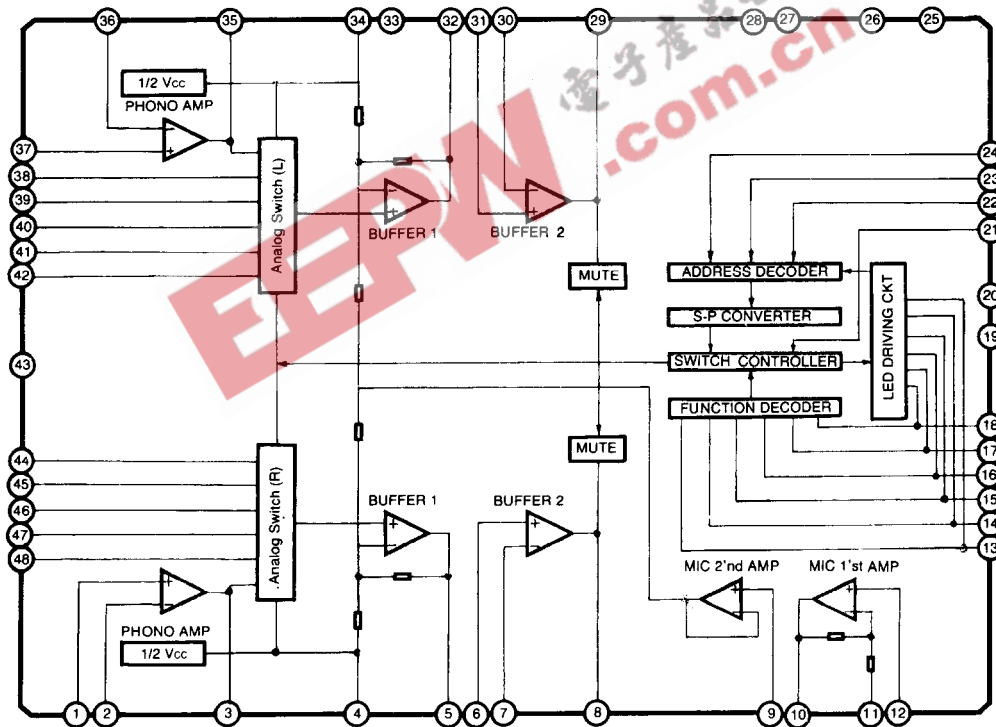 36 35 34 33 32 31 30 29 28 27 26 25
1/2 Vcc
PHONO AMP
37
38
39
40
41
42
43
44
45
46
47
48
Analog Switch (L)
BUFFER 1
BUFFER 2
MUTE
24
23
22
21
20
19
18
17
16
15
14
13
ADDRESS DECODER
S-P CONVERTER
SWITCH CONTROLLER
FUNCTION DECODER
LED DRIVING CKT
MUTE
Analog Switch (R)
BUFFER 1
BUFFER 2
MIC 2'nd AMP
MIC 1'st AMP
PHONO AMP
1/2 Vcc
1 2 3 4 5 6 7 8 9 10 11 12
EEPW
.com.cn
電子產品